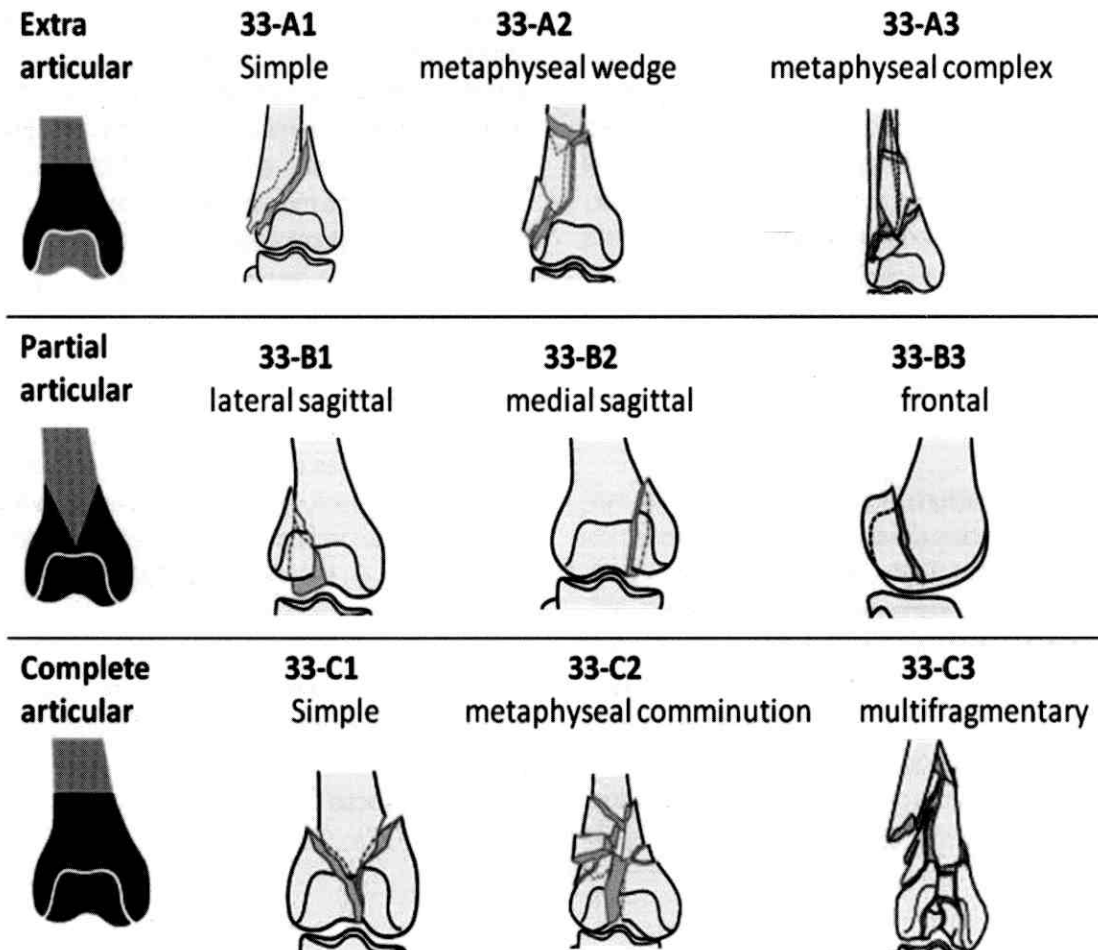 Extra
articular
33-A1
Simple
33-A2
metaphyseal wedge
33-A3
metaphyseal complex
Partial
articular
33-B1
lateral sagittal
33-B2
medial sagittal
33-B3
frontal
Complete
articular
33-C1
Simple
33-C2
metaphyseal comminution
33-C3
multifragmentary